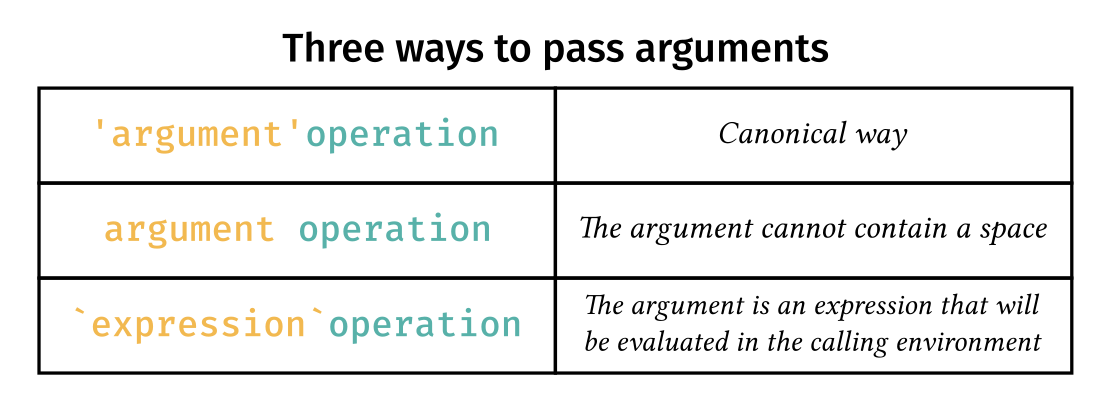 Three ways to pass arguments
'argument'operation
Canonical way
argument operation
The argument cannot contain a space
`expression`operation
The argument is an expression that will
be evaluated in the calling environment